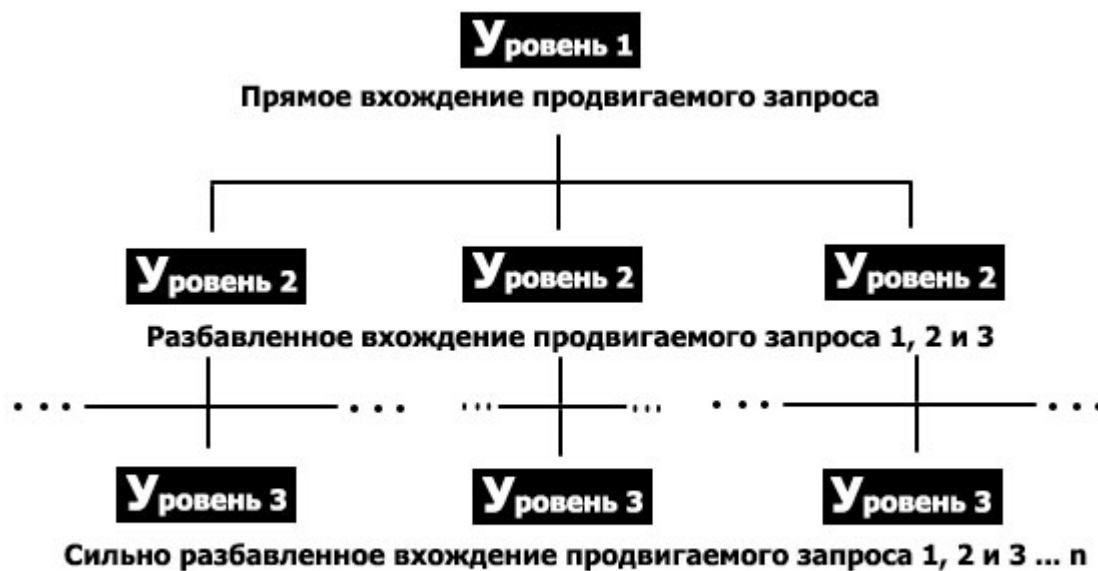 Уровень 1
Прямое вхождение продвигаемого запроса
Уровень 2 Уровень 2 Уровень 2
Разбавленное вхождение продвигаемого запроса 1, 2 и 3
... ... ... ... ... ...
Уровень 3 Уровень 3 Уровень 3
Сильно разбавленное вхождение продвигаемого запроса 1, 2 и 3 ... n